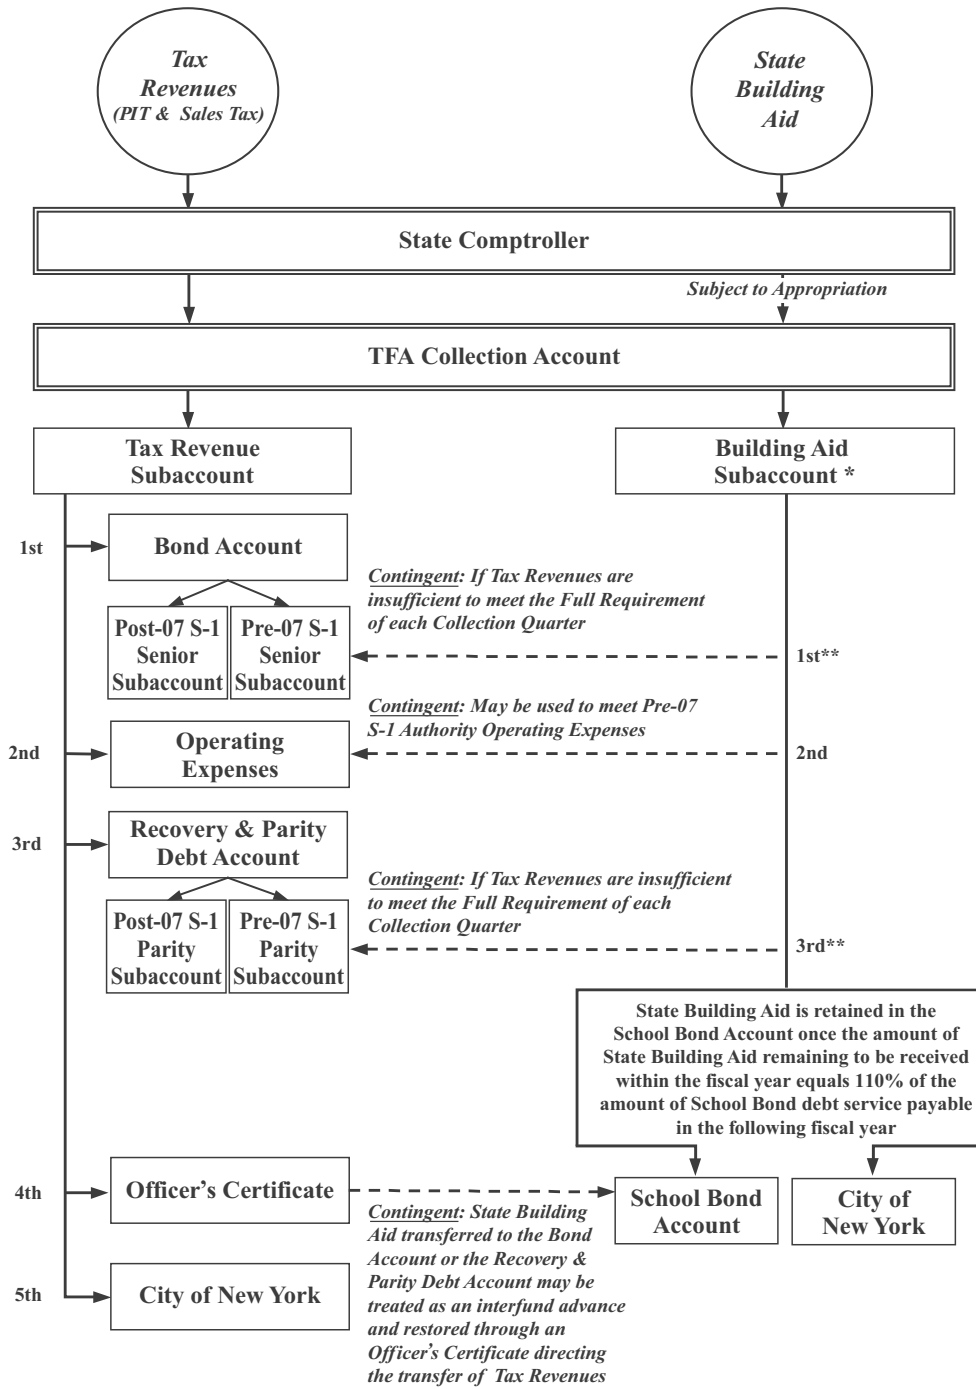 Tax
Revenues
(PIT & Sales Tax)
State
Building
Aid
State Comptroller
Subject to Appropriation
TFA Collection Account
Tax Revenue
Subaccount
Building Aid
Subaccount *
1st
Bond Account
Post-07 S-1
Senior
Subaccount
Pre-07 S-1
Senior
Subaccount
Contingent: If Tax Revenues are
insufficient to meet the Full Requirement
of each Collection Quarter
1st**
2nd
Operating
Expenses
Contingent: May be used to meet Pre-07
S-1 Authority Operating Expenses
2nd
3rd
Recovery & Parity
Debt Account
Post-07 S-1
Parity
Subaccount
Pre-07 S-1
Parity
Subaccount
Contingent: If Tax Revenues are insufficient
to meet the Full Requirement of each
Collection Quarter
3rd**
State Building Aid is retained in the
School Bond Account once the amount of
State Building Aid remaining to be received
within the fiscal year equals 110% of the
amount of School Bond debt service payable
in the following fiscal year
4th
Officer's Certificate
School Bond
Account
City of
New York
Contingent: State Building
Aid transferred to the Bond
Account or the Recovery &
Parity Debt Account may be
treated as an interfund advance
and restored through an
Officer's Certificate directing
the transfer of Tax Revenues
5th
City of New York